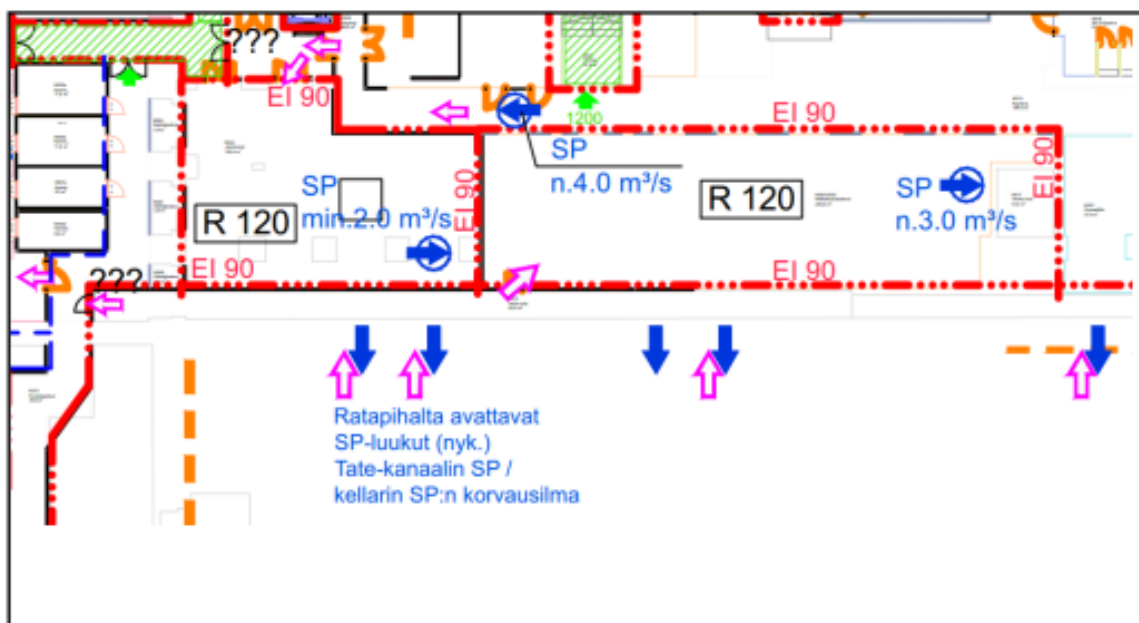 ???
EI 90
1200
EI 90
SP
n.4.0 m³/s
EI 90
EI 90
SP
min.2.0 m³/s
R 120
R 120
SP
n.3.0 m³/s
EI 90
EI 90
???
Ratapihalta avattavat
SP-luukut (nyk.)
Tate-kanaalin SP /
kellarin SP:n korvausilma